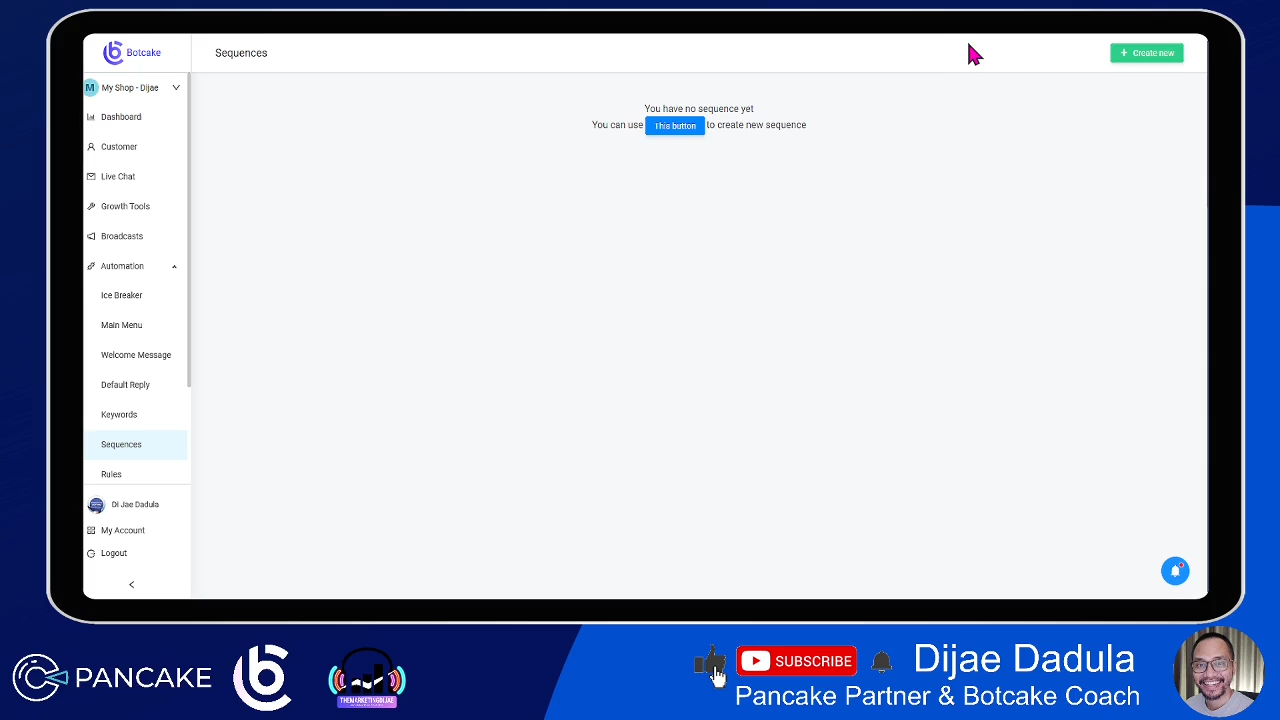 Botcake
Sequences
Create new
M My Shop - Dijae
Dashboard
Customer
Live Chat
Growth Tools
Broadcasts
Automation
Ice Breaker
Main Menu
Welcome Message
Default Reply
Keywords
Sequences
Rules
Di Jae Dadula
My Account
Logout
You have no sequence yet
You can use This button to create new sequence
PANCAKE
THEMARKETINGDIJAE
SUBSCRIBE
Dijae Dadula
Pancake Partner & Botcake Coach